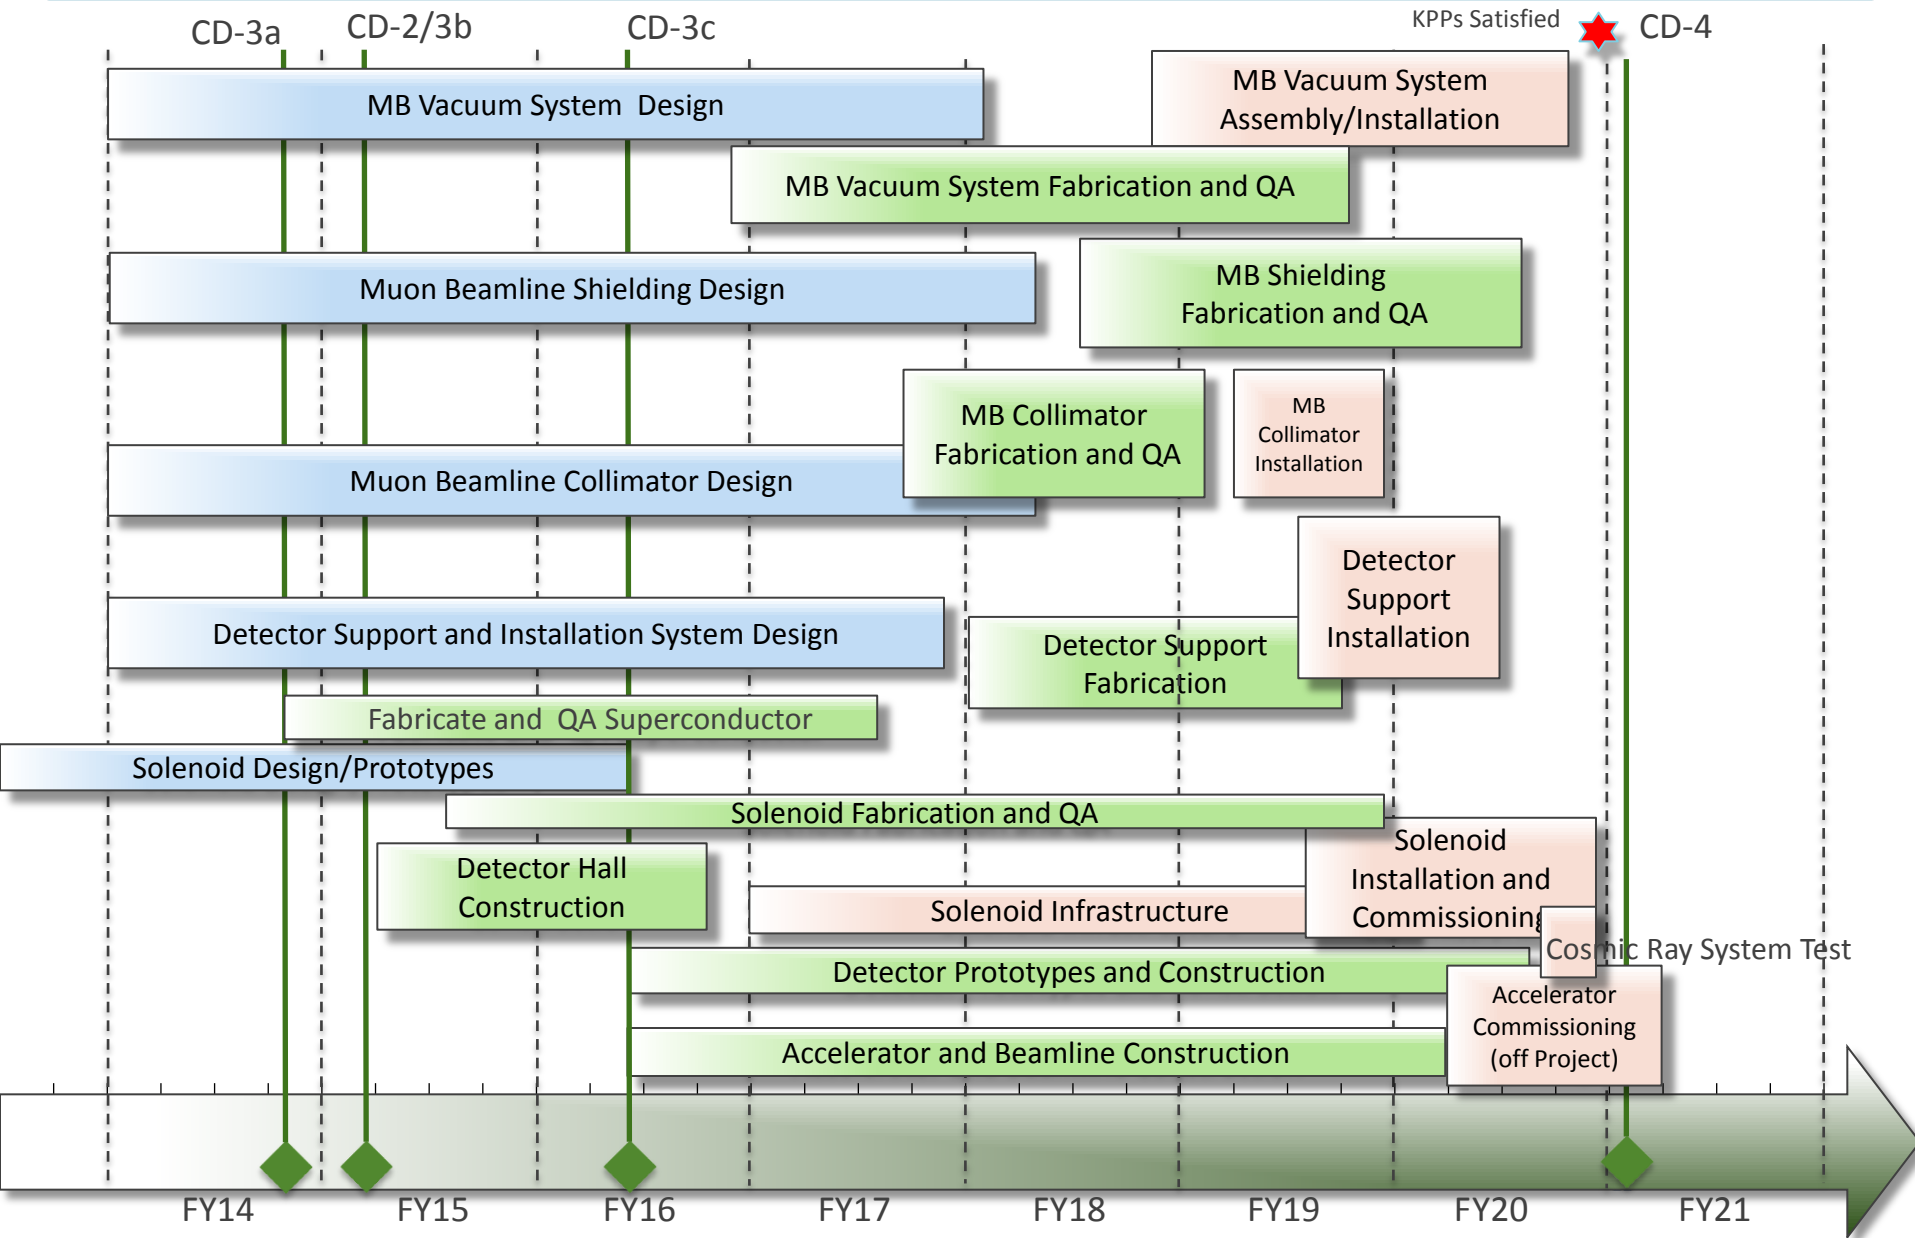 CD-3a
CD-2/3b
CD-3c
KPPs Satisfied
CD-4
MB Vacuum System  Design
MB Vacuum System
Assembly/Installation
MB Vacuum System Fabrication and QA
Muon Beamline Shielding Design
MB Shielding
Fabrication and QA
MB Collimator
Fabrication and QA
MB
Collimator
Installation
Muon Beamline Collimator Design
Detector
Support
Installation
Detector Support and Installation System Design
Detector Support
Fabrication
Fabricate and  QA Superconductor
Solenoid Design/Prototypes
Solenoid Fabrication and QA
Solenoid
Installation and
Commissioning
Detector Hall
Construction
Solenoid Infrastructure
Cosmic Ray System Test
Detector Prototypes and Construction
Accelerator
Commissioning
(off Project)
Accelerator and Beamline Construction
FY14
FY15
FY16
FY17
FY18
FY19
FY20
FY21